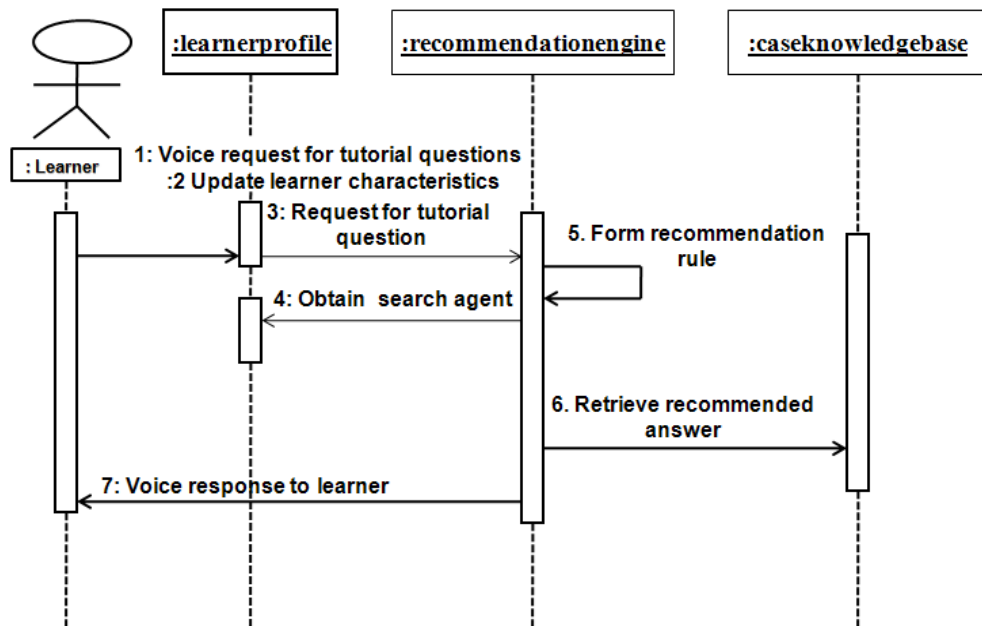 :learnerprofile
:recommendationengine
:caseknowledgebase
: Learner
1: Voice request for tutorial questions
:2 Update learner characteristics
3: Request for tutorial
question
5. Form recommendation
rule
4: Obtain search agent
6. Retrieve recommended
answer
7: Voice response to learner